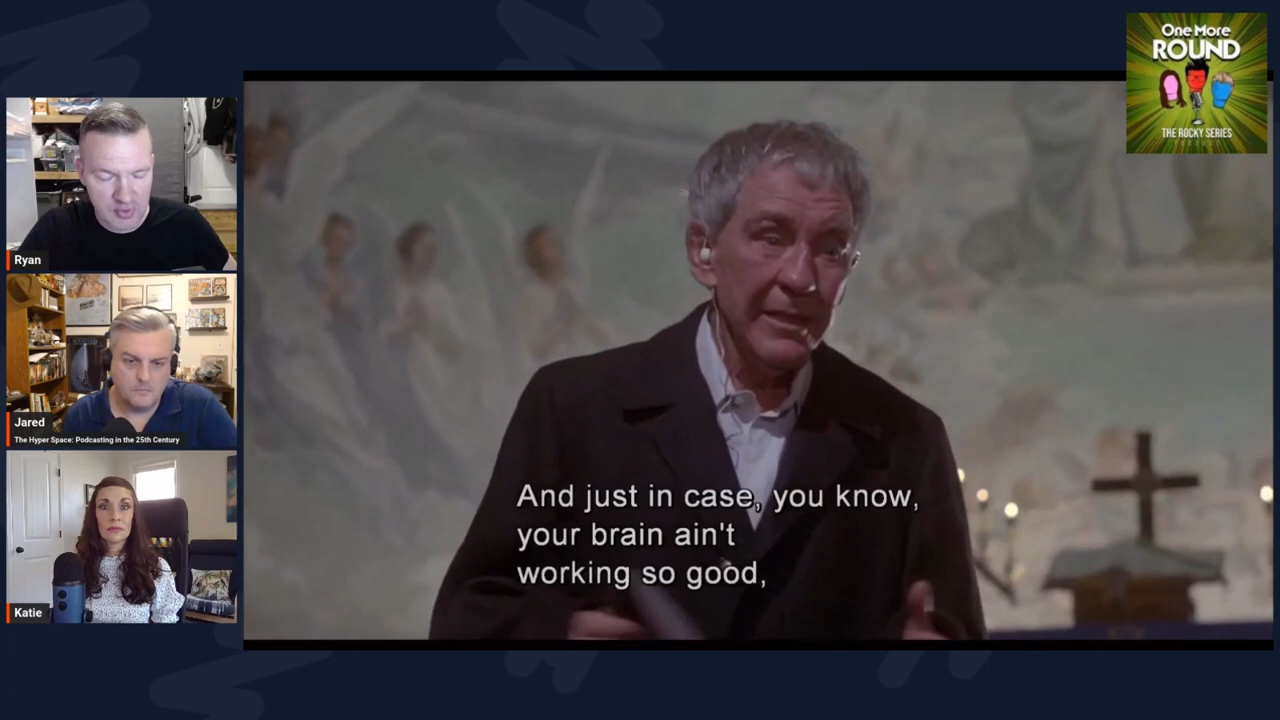 One More
ROUND
THE ROCKY SERIES
PODCAST
Ryan
Jared
The Hyper Space: Podcasting in the 25th Century
Katie
And just in case, you know,
your brain ain't
working so good,